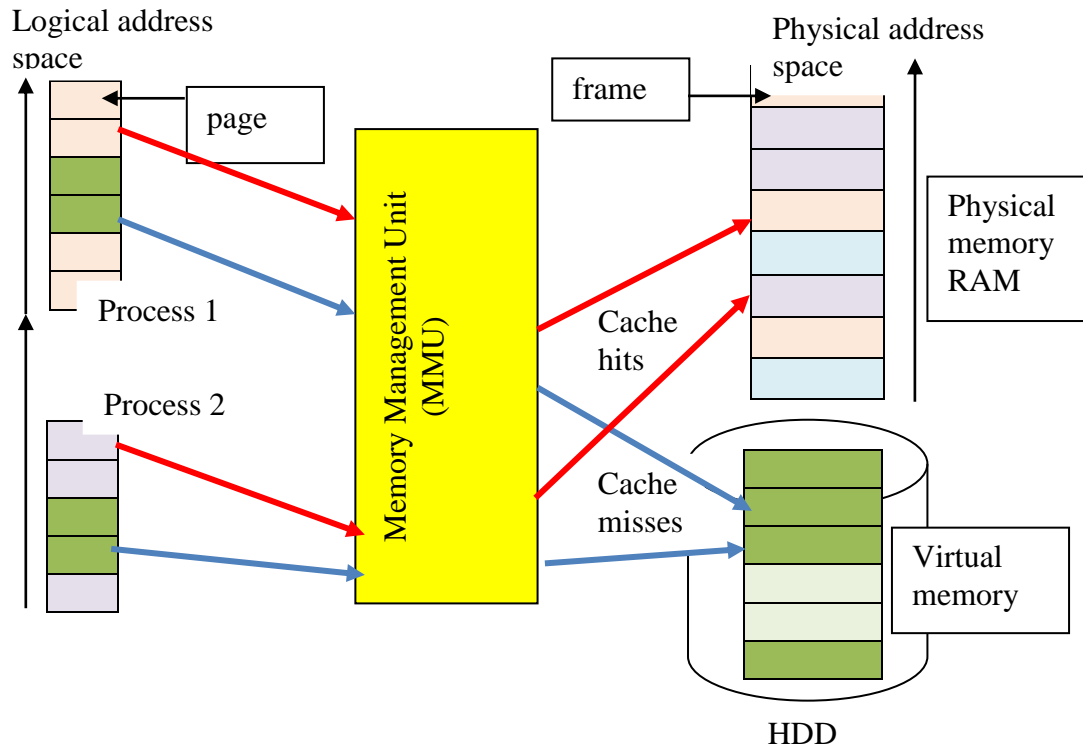 Logical address
space
Physical address
space
page
frame
Memory Management Unit
(MMU)
Physical
memory
RAM
Process 1
Cache
hits
Process 2
Cache
misses
Virtual
memory
HDD